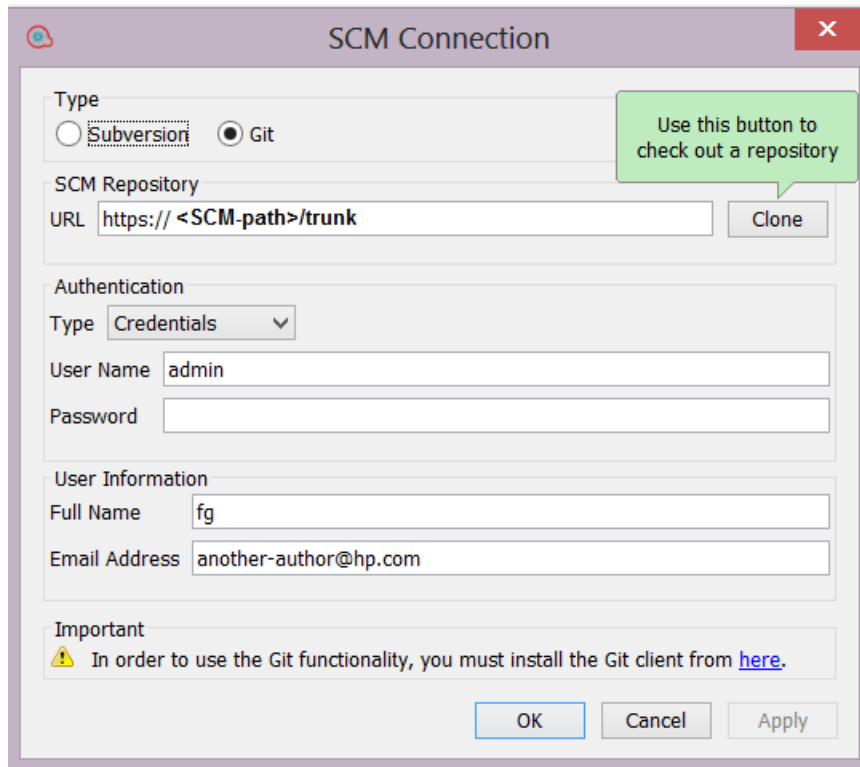 SCM Connection
Type
Subversion Git
Use this button to
check out a repository
SCM Repository
URL https:// <SCM-path>/trunk Clone
Authentication
Type Credentials
User Name admin
Password
User Information
Full Name fg
Email Address another-author@hp.com
Important
In order to use the Git functionality, you must install the Git client from here.
OK Cancel Apply